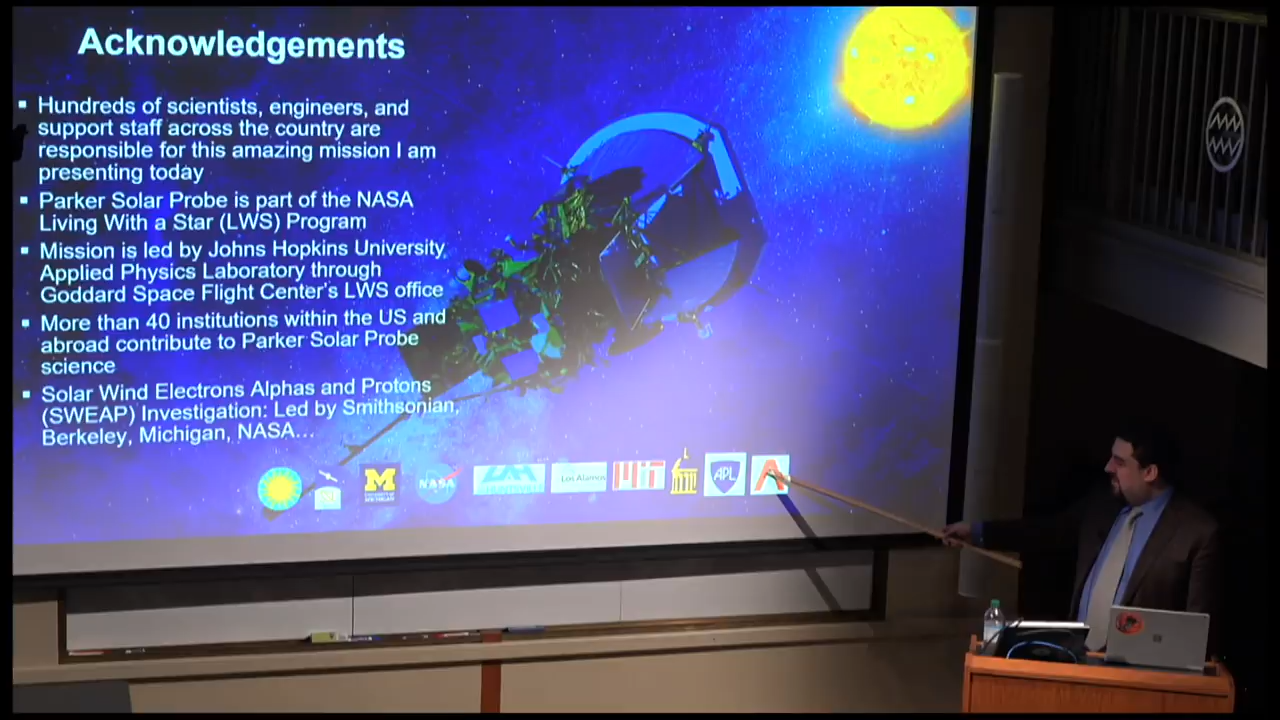 Acknowledgements
▪ Hundreds of scientists, engineers, and
support staff across the country are
responsible for this amazing mission I am
presenting today
▪ Parker Solar Probe is part of the NASA
Living With a Star (LWS) Program
▪ Mission is led by Johns Hopkins University
Applied Physics Laboratory through
Goddard Space Flight Center's LWS office
▪ More than 40 institutions within the US and
abroad contribute to Parker Solar Probe
science
▪ Solar Wind Electrons Alphas and Protons
(SWEAP) Investigation: Led by Smithsonian,
Berkeley, Michigan, NASA...
M NASA UAH Los Alamos MIT L APL A